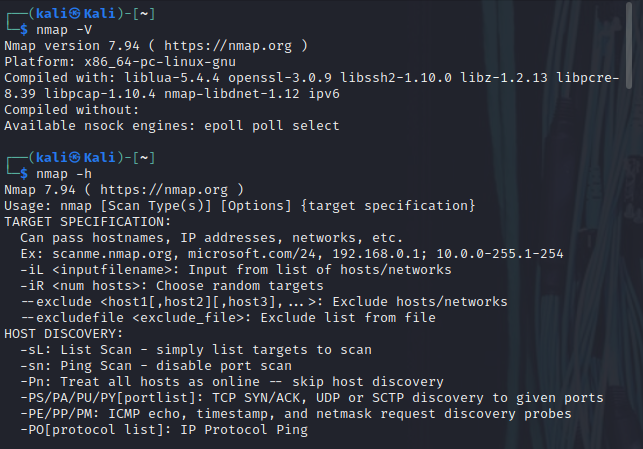 ┌──(kali㉿Kali)-[~]
└─$ nmap -V
Nmap version 7.94 ( https://nmap.org )
Platform: x86_64-pc-linux-gnu
Compiled with: liblua-5.4.4 openssl-3.0.9 libssh2-1.10.0 libz-1.2.13 libpcre-
8.39 libpcap-1.10.4 nmap-libdnet-1.12 ipv6
Compiled without:
Available nsock engines: epoll poll select
┌──(kali㉿Kali)-[~]
└─$ nmap -h
Nmap 7.94 ( https://nmap.org )
Usage: nmap [Scan Type(s)] [Options] {target specification}
TARGET SPECIFICATION:
  Can pass hostnames, IP addresses, networks, etc.
  Ex: scanme.nmap.org, microsoft.com/24, 192.168.0.1; 10.0.0-255.1-254
  -iL <inputfilename>: Input from list of hosts/networks
  -iR <num hosts>: Choose random targets
  --exclude <host1[,host2][,host3],...>: Exclude hosts/networks
  --excludefile <exclude_file>: Exclude list from file
HOST DISCOVERY:
  -sL: List Scan - simply list targets to scan
  -sn: Ping Scan - disable port scan
  -Pn: Treat all hosts as online -- skip host discovery
  -PS/PA/PU/PY[portlist]: TCP SYN/ACK, UDP or SCTP discovery to given ports
  -PE/PP/PM: ICMP echo, timestamp, and netmask request discovery probes
  -PO[protocol list]: IP Protocol Ping